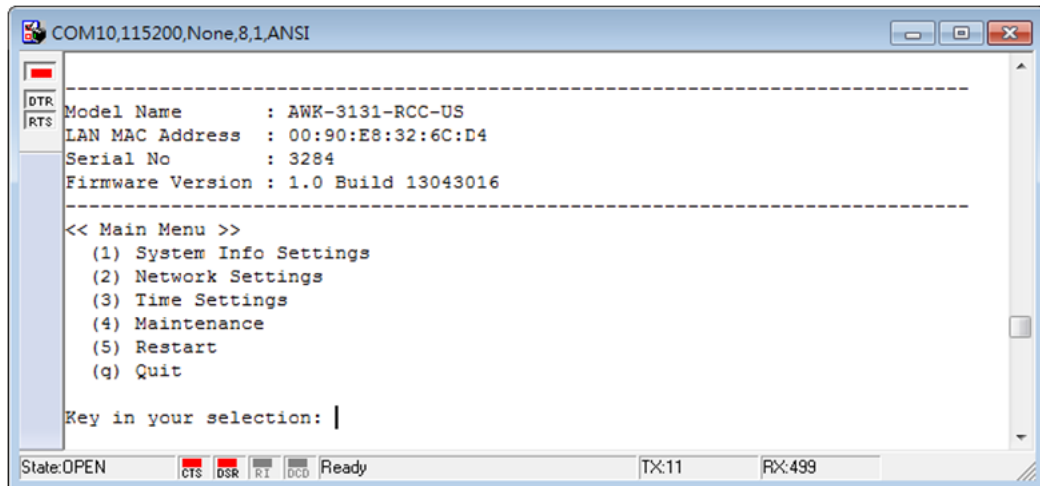 COM10,115200,None,8,1,ANSI
DTR
RTS
--------------------------------------------------------------------------------
Model Name       : AWK-3131-RCC-US
LAN MAC Address  : 00:90:E8:32:6C:D4
Serial No        : 3284
Firmware Version : 1.0 Build 13043016
--------------------------------------------------------------------------------
<< Main Menu >>
(1) System Info Settings
(2) Network Settings
(3) Time Settings
(4) Maintenance
(5) Restart
(q) Quit
Key in your selection:
State:OPEN CTS DSR RI DCD Ready TX:11 RX:499